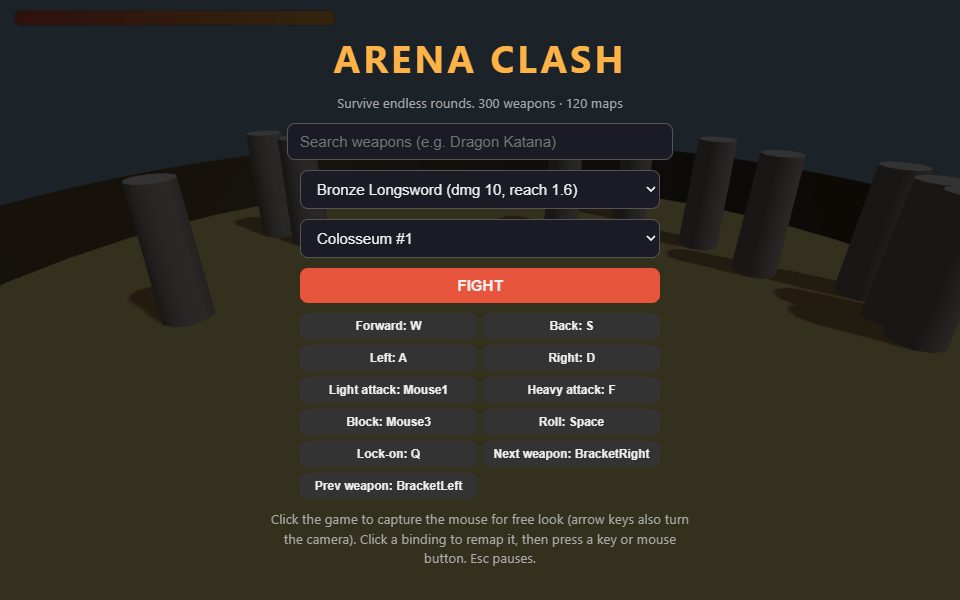 ARENA CLASH
Survive endless rounds. 300 weapons · 120 maps
Search weapons (e.g. Dragon Katana)
Bronze Longsword (dmg 10, reach 1.6)
Colosseum #1
FIGHT
Forward: W
Back: S
Left: A
Right: D
Light attack: Mouse1
Heavy attack: F
Block: Mouse3
Roll: Space
Lock-on: Q
Next weapon: BracketRight
Prev weapon: BracketLeft
Click the game to capture the mouse for free look (arrow keys also turn
the camera). Click a binding to remap it, then press a key or mouse
button. Esc pauses.